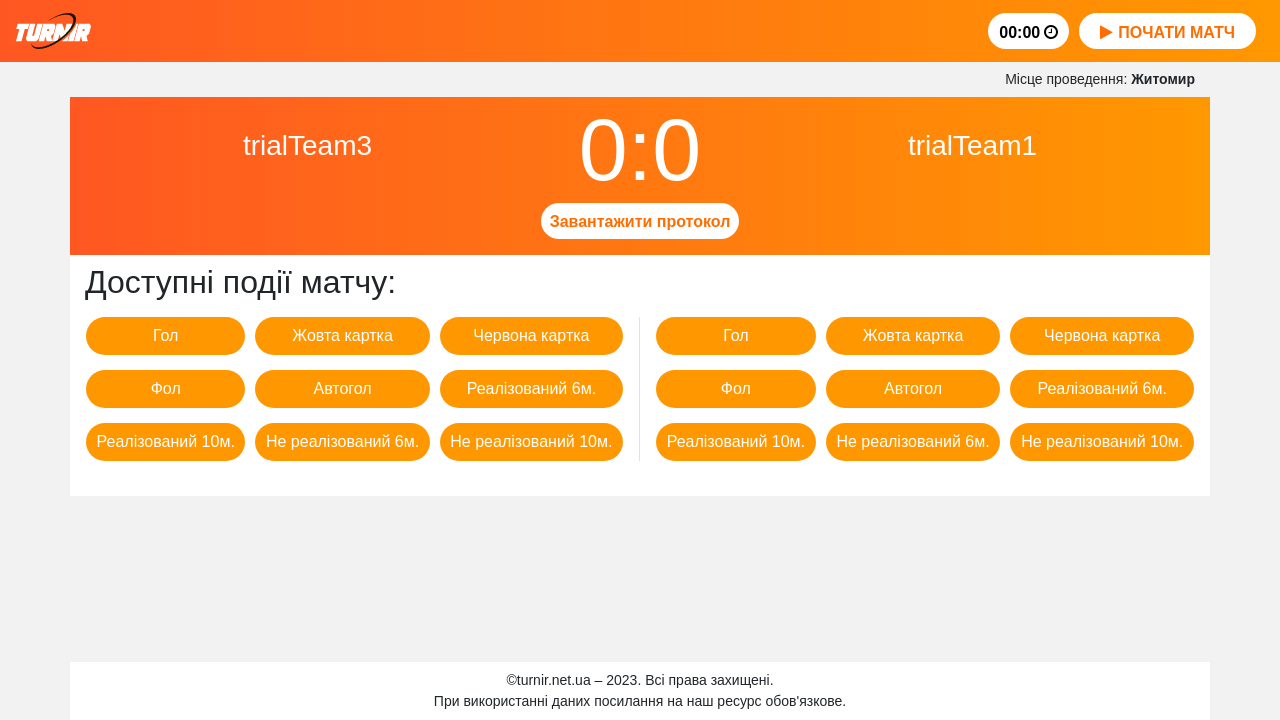 TURNIR
00:00
ПОЧАТИ МАТЧ
Місце проведення: Житомир
trialTeam3
0:0
trialTeam1
Завантажити протокол
Доступні події матчу:
Гол Жовта картка Червона картка Гол Жовта картка Червона картка
Фол Автогол Реалізований 6м. Фол Автогол Реалізований 6м.
Реалізований 10м. Не реалізований 6м. Не реалізований 10м. Реалізований 10м. Не реалізований 6м. Не реалізований 10м.
©turnir.net.ua – 2023. Всі права захищені.
При використанні даних посилання на наш ресурс обов'язкове.